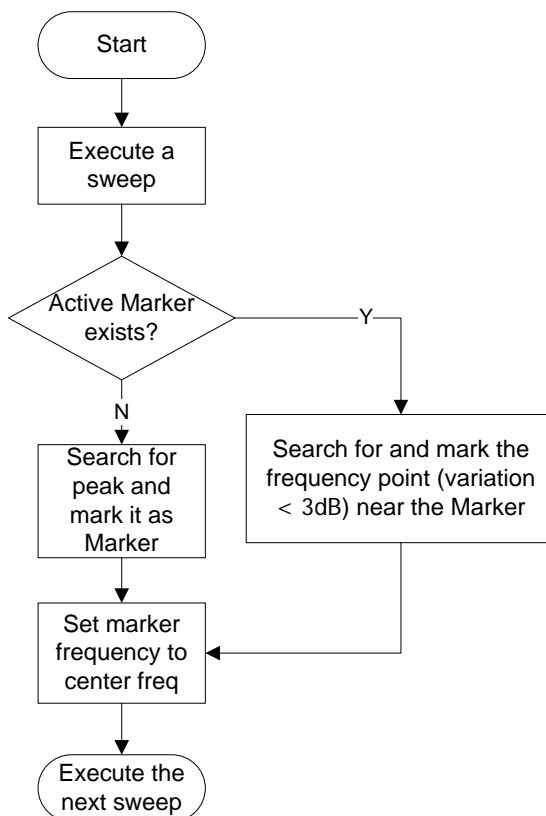 Start
Execute a
sweep
Active Marker
exists?
Y
N
Search for
peak and
mark it as
Marker
Search for and mark the
frequency point (variation
< 3dB) near the Marker
Set marker
frequency to
center freq
Execute the
next sweep